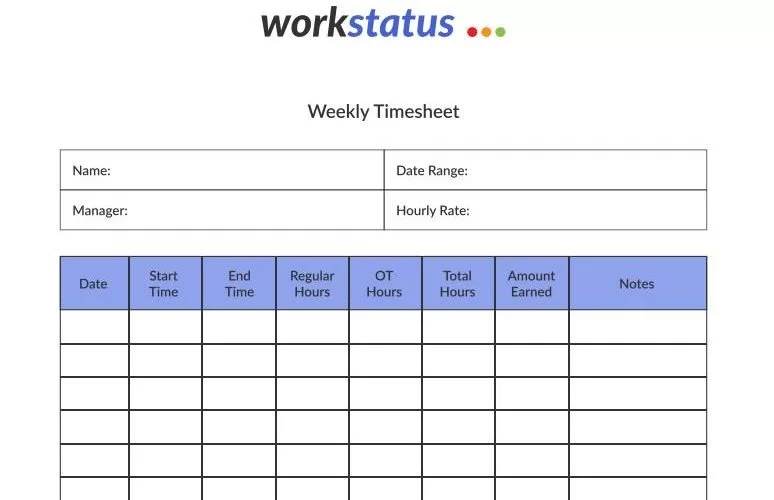 workstatus
Weekly Timesheet
Name:
Date Range:
Manager:
Hourly Rate:
Date
Start
Time
End
Time
Regular
Hours
OT
Hours
Total
Hours
Amount
Earned
Notes